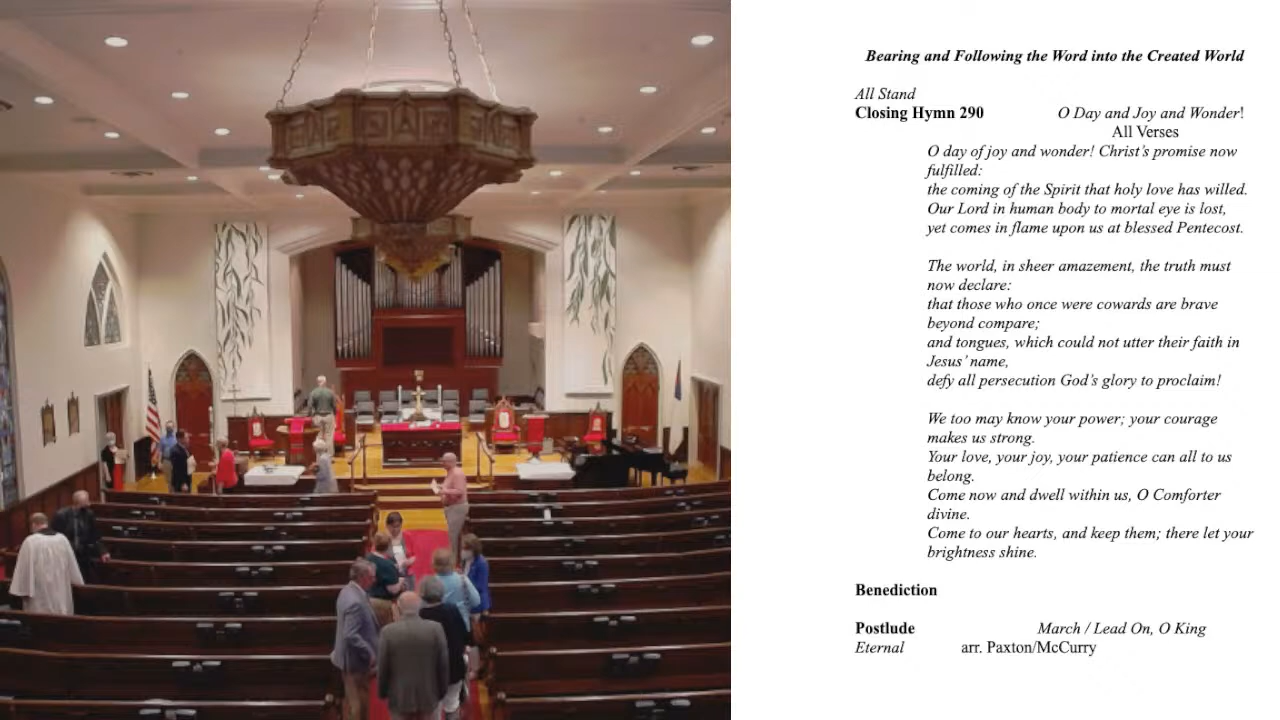 Bearing and Following the Word into the Created World
All Stand
Closing Hymn 290 O Day and Joy and Wonder!
All Verses
O day of joy and wonder! Christ's promise now
fulfilled:
the coming of the Spirit that holy love has willed.
Our Lord in human body to mortal eye is lost,
yet comes in flame upon us at blessed Pentecost.
The world, in sheer amazement, the truth must
now declare:
that those who once were cowards are brave
beyond compare;
and tongues, which could not utter their faith in
Jesus' name,
defy all persecution God's glory to proclaim!
We too may know your power; your courage
makes us strong.
Your love, your joy, your patience can all to us
belong.
Come now and dwell within us, O Comforter
divine.
Come to our hearts, and keep them; there let your
brightness shine.
Benediction
Postlude March / Lead On, O King
Eternal arr. Paxton/McCurry